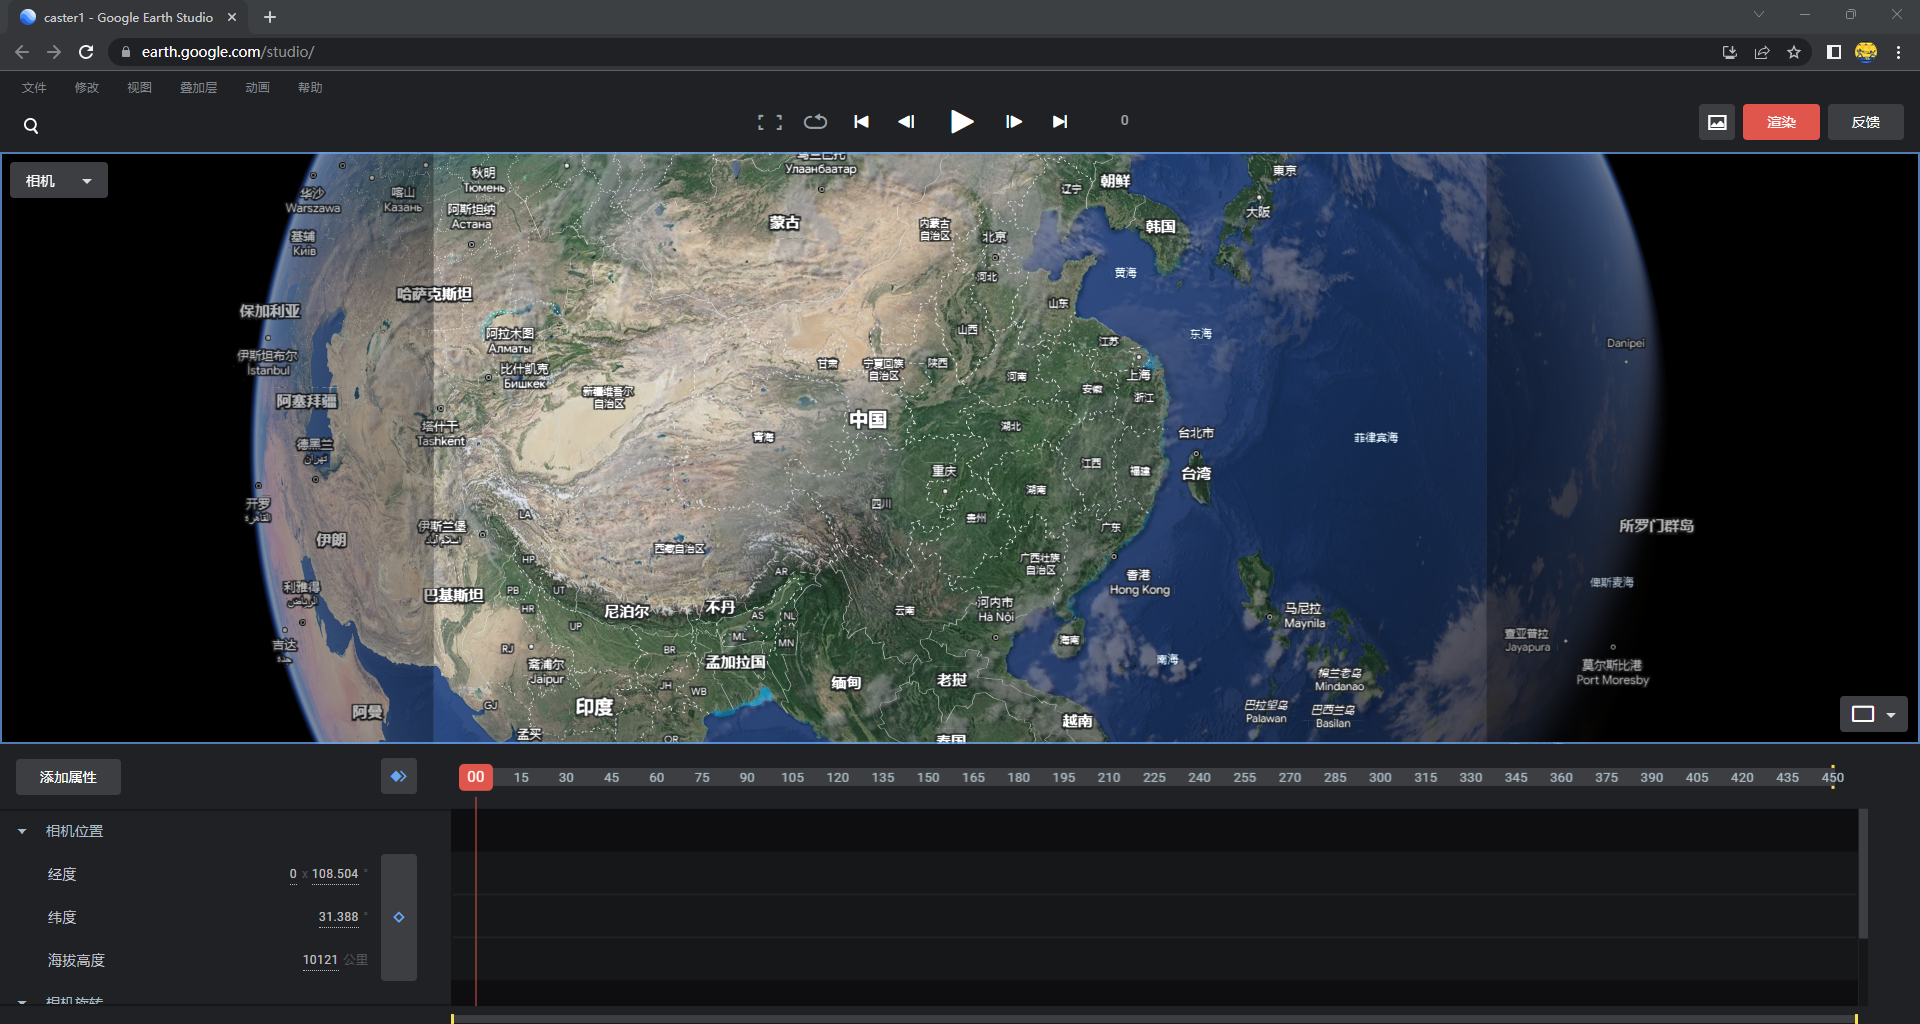 caster1 - Google Earth Studio
earth.google.com/studio/
文件 修改 视图 叠加层 动画 帮助
0
渲染
反馈
相机
华沙
Warszawa
喀山
Казань
秋明
Тюмень
阿斯坦纳
Астана
Улаанбаатар
蒙古
内蒙古
自治区
北京
辽宁
朝鲜
韩国
東京
大阪
基辅
Київ
河北
黄海
哈萨克斯坦
保加利亚
山东
山西
东海
阿拉木图
Алматы
江苏
Danipei
伊斯坦布尔
İstanbul
比什凯克
Бишкек
甘肃
宁夏回族
自治区
陕西
河南
上海
安徽
浙江
新疆维吾尔
自治区
阿塞拜疆
中国
湖北
塔什干
Tashkent
青海
台北市
菲律宾海
德黑兰
تهران
重庆
江西
福建
台湾
湖南
四川
开罗
القاهرة
LA
贵州
广东
伊斯兰堡
اسلام آباد
所罗门群岛
伊朗
西藏自治区
HP
广西壮族
自治区
AR
香港
Hong Kong
利雅得
الرياض
俾斯麦海
巴基斯坦
PB
UT
HR
尼泊尔
不丹
AS
NL
云南
河内市
Hà Nội
马尼拉
Maynila
UP
ML
MN
海南
查亚普拉
Jayapura
吉达
جدة
RJ
BR
孟加拉国
南海
斋浦尔
Jaipur
莫尔斯比港
Port Moresby
棉兰老岛
Mindanao
JH
WB
缅甸
老挝
GJ
印度
巴拉望岛
Palawan
巴西兰岛
Basilan
阿曼
越南
孟买
OR
泰国
添加属性
00 15 30 45 60 75 90 105 120 135 150 165 180 195 210 225 240 255 270 285 300 315 330 345 360 375 390 405 420 435 450
相机位置
经度 0 x 108.504 °
纬度 31.388 °
海拔高度 10121 公里
相机旋转